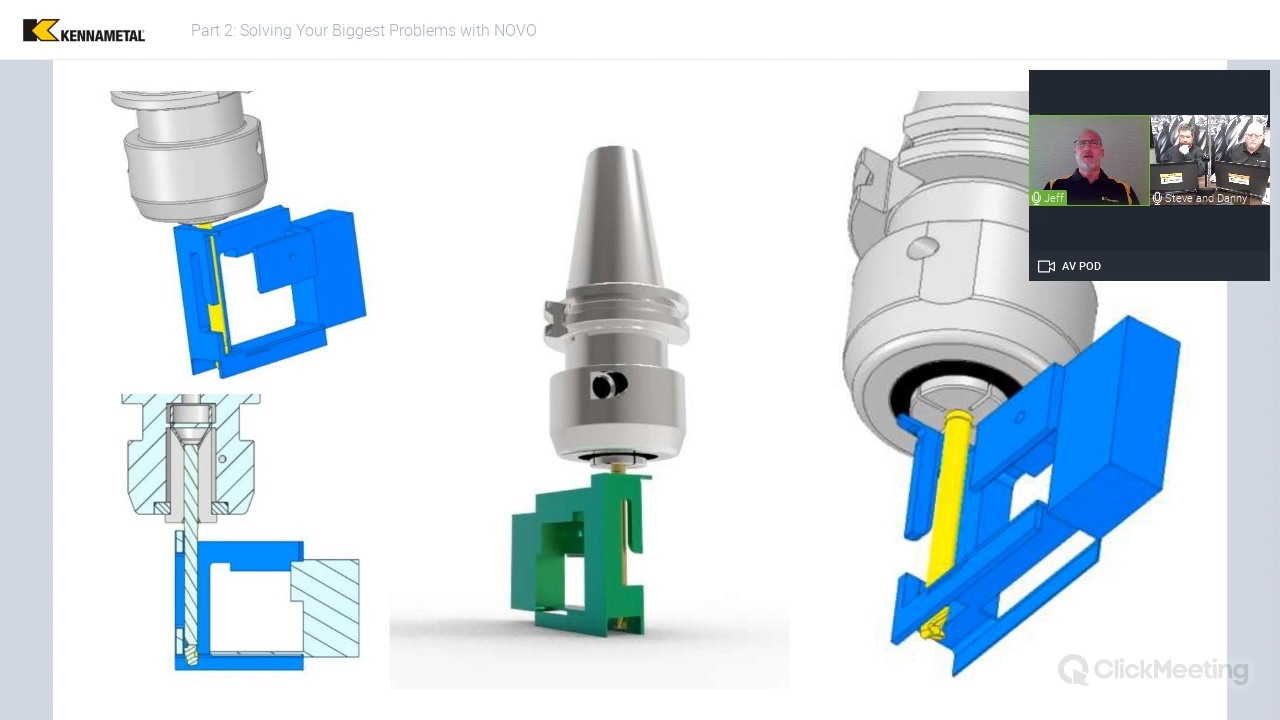 KENNAMETAL
Part 2: Solving Your Biggest Problems with NOVO
Jeff
Steve and Danny
AV POD
ClickMeeting